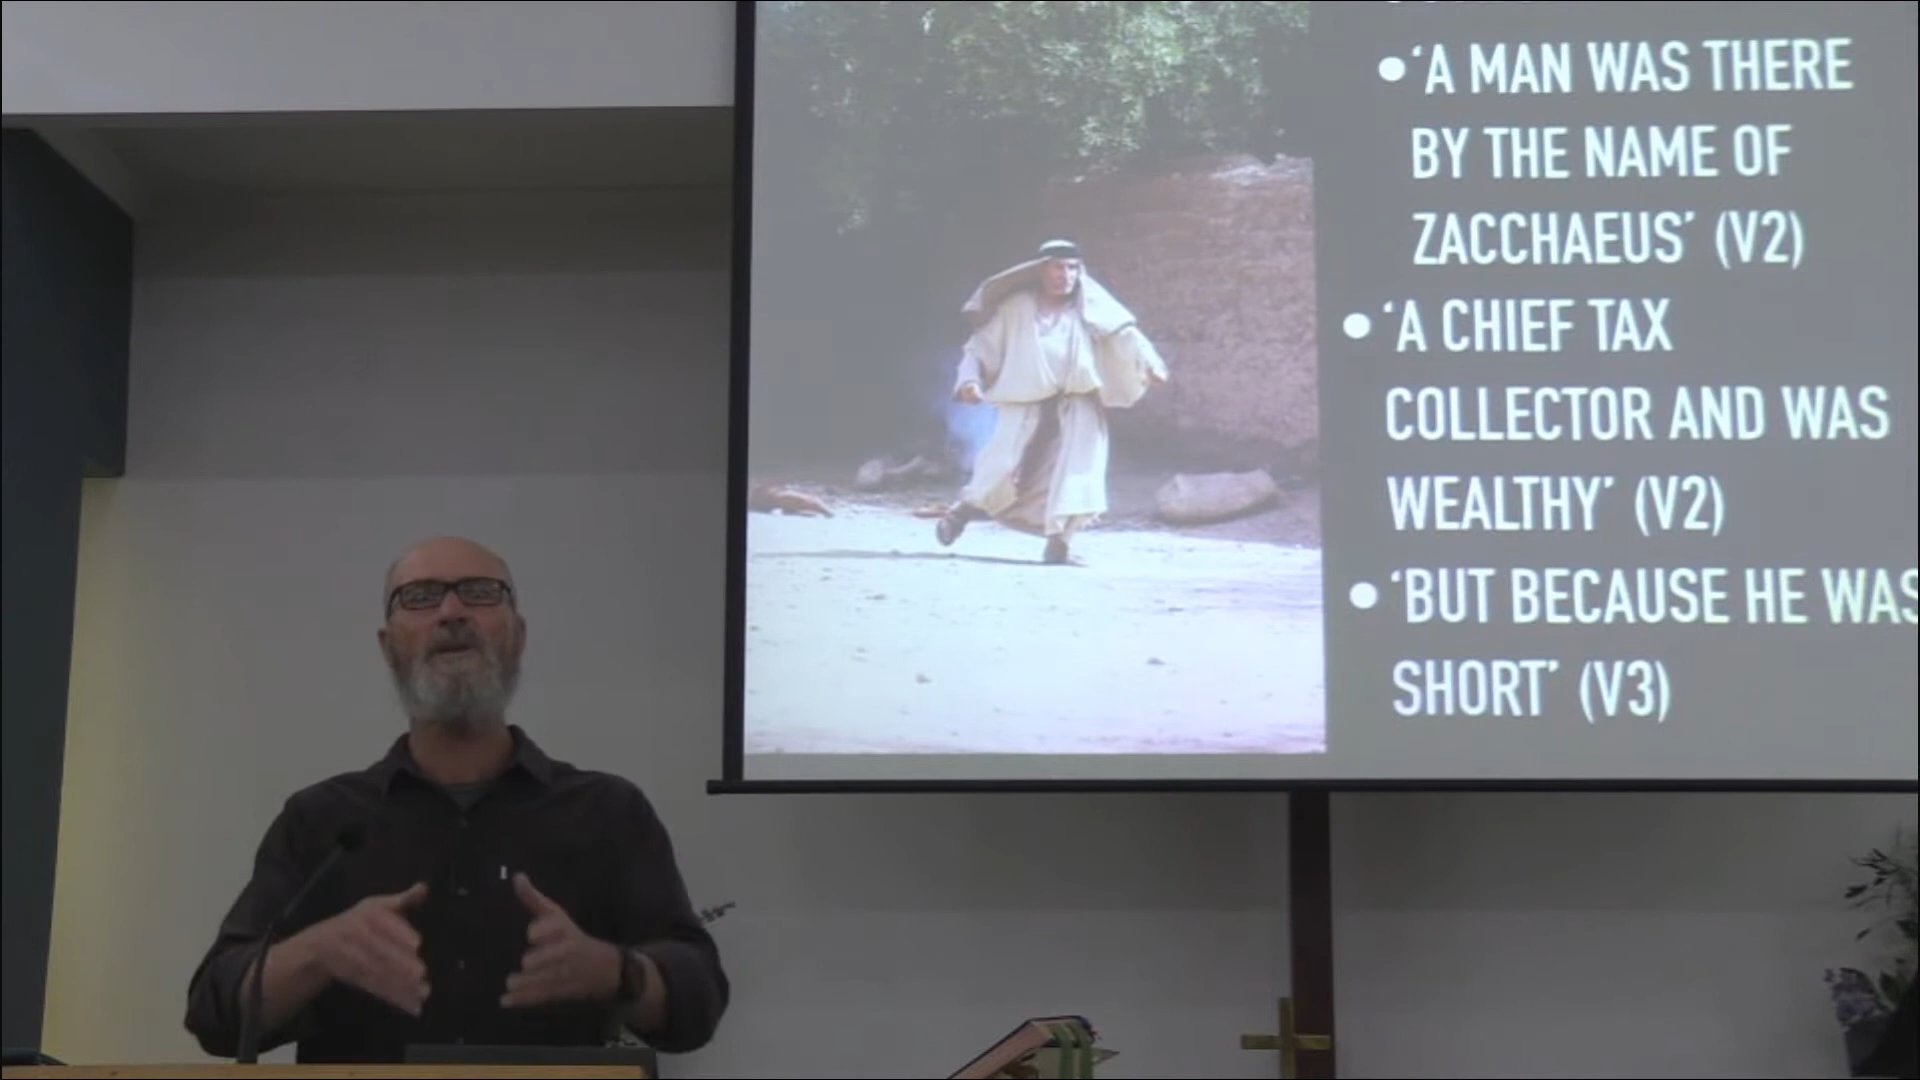 •‘A MAN WAS THERE
BY THE NAME OF
ZACCHAEUS’ (V2)
•‘A CHIEF TAX
COLLECTOR AND WAS
WEALTHY’ (V2)
•‘BUT BECAUSE HE WAS
SHORT’ (V3)